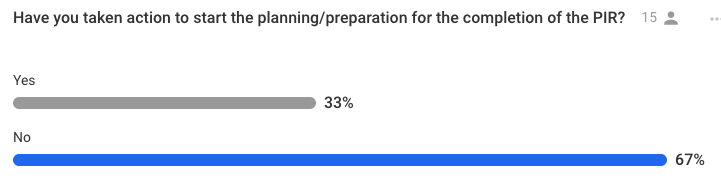 Have you taken action to start the planning/preparation for the completion of the PIR? 15
Yes
33%
No
67%